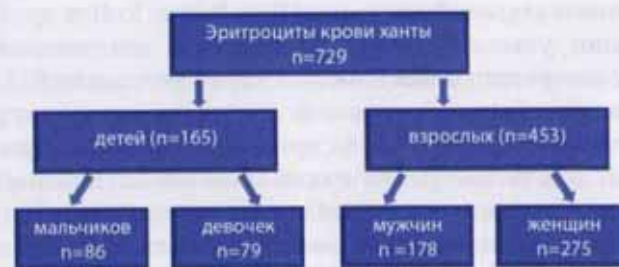 Эритроциты крови ханты
n=729
детей (n=165)
взрослых (n=453)
мальчиков
n=86
девочек
n=79
мужчин
n =178
женщин
n=275